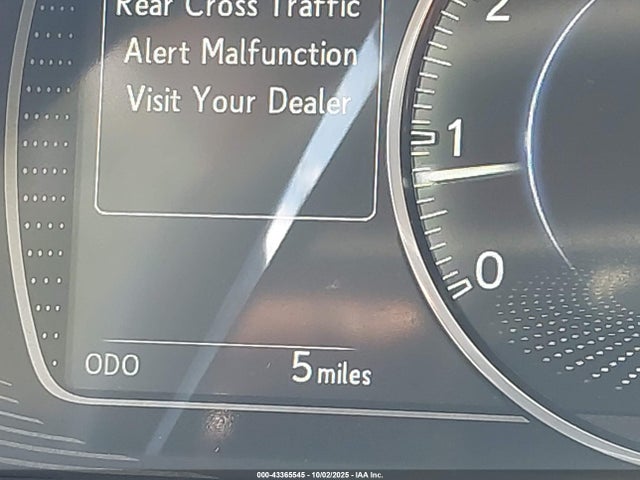 Rear Cross Traffic
Alert Malfunction
Visit Your Dealer
2
1
0
ODO 5 miles
000-43365545 - 10/02/2025 - IAA Inc.